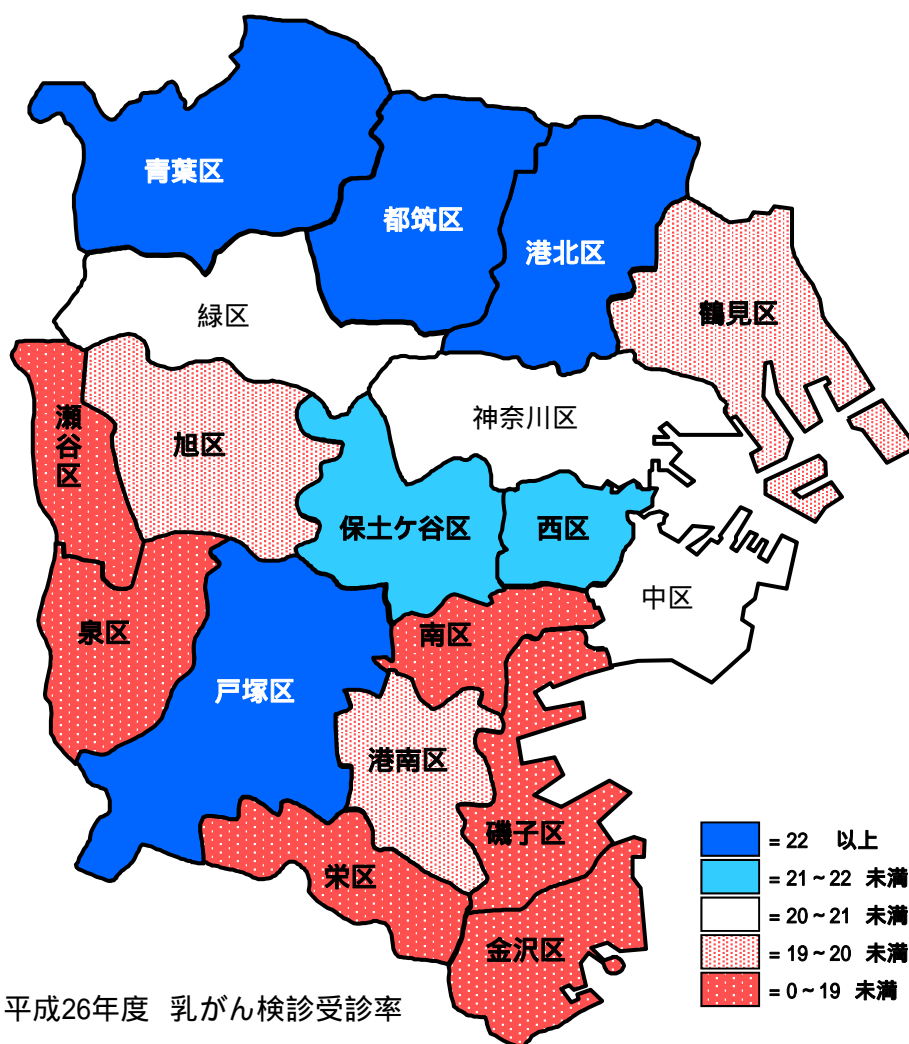 青葉区
都筑区
港北区
緑区
鶴見区
瀬谷区
旭区
神奈川区
保土ケ谷区
西区
中区
泉区
南区
戸塚区
港南区
磯子区
栄区
金沢区
= 22 以上
= 21~22 未満
= 20~21 未満
= 19~20 未満
= 0~19 未満
平成26年度 乳がん検診受診率